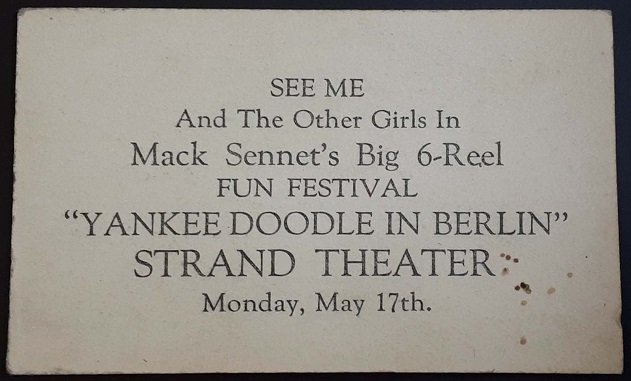 SEE ME
And The Other Girls In
Mack Sennet's Big 6-Reel
FUN FESTIVAL
“YANKEE DOODLE IN BERLIN”
STRAND THEATER
Monday, May 17th.